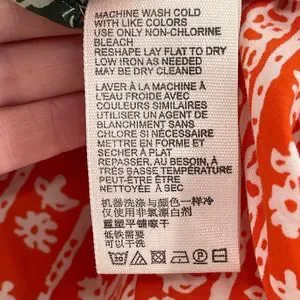 MACHINE WASH COLD
WITH LIKE COLORS
USE ONLY NON-CHLORINE
BLEACH
RESHAPE LAY FLAT TO DRY
LOW IRON AS NEEDED
MAY BE DRY CLEANED
LAVER À LA MACHINE À
L'EAU FROIDE AVEC
COULEURS SIMILAIRES
UTILISER UN AGENT DE
BLANCHIMENT SANS
CHLORE SI NÉCESSAIRE
METTRE EN FORME ET
SECHER À PLAT
REPASSER, AU BESOIN, À
TRÈS BASSE TEMPÉRATURE
PEUT-ÊTRE ÊTRE
NETTOYÉE À SEC
机器洗涤与颜色一样冷
仅使用非氯漂白剂
重塑平铺晾干
低铁需要
可以干洗